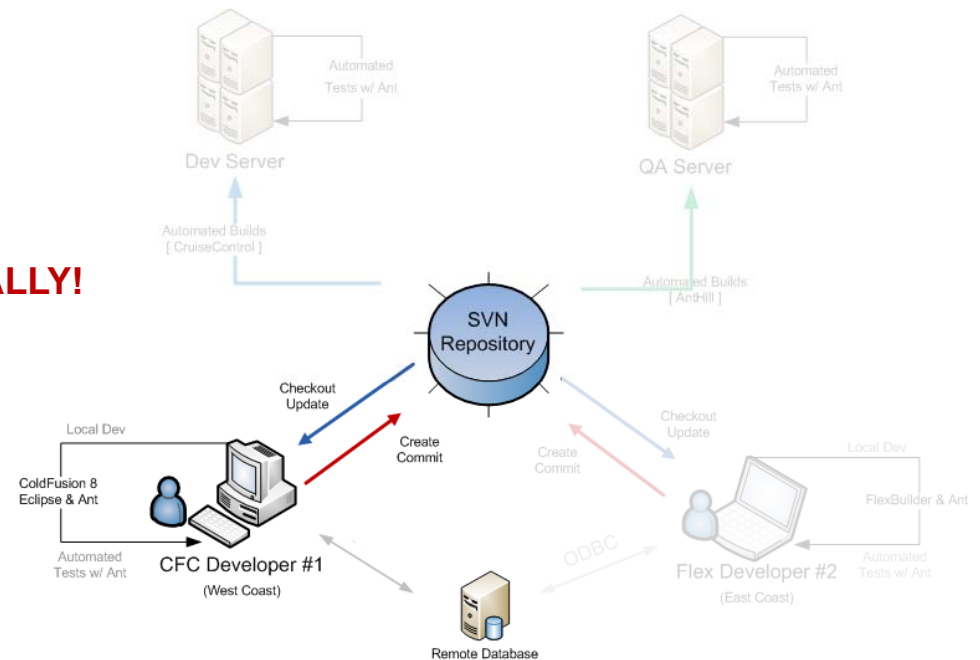 Automated
Tests w/ Ant
Automated
Tests w/ Ant
Dev Server
QA Server
Automated Builds
[ CruiseControl ]
ALLY!
Automated Builds
[ AntHill ]
SVN
Repository
Checkout
Update
Create
Commit
Checkout
Update
Create
Commit
Local Dev
ColdFusion 8
Eclipse & Ant
Automated
Tests w/ Ant
CFC Developer #1
(West Coast)
ODBC
Local Dev
FlexBuilder & Ant
Automated
Tests w/ Ant
Flex Developer #2
(East Coast)
Remote Database